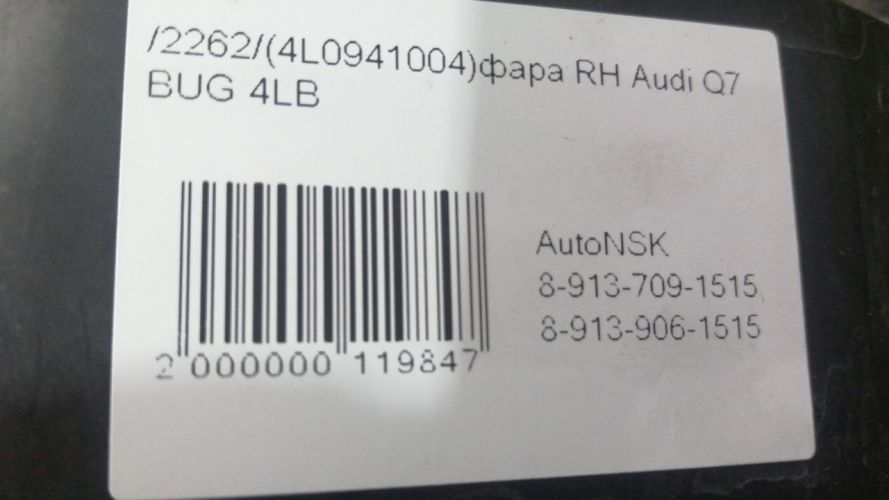 /2262/(4L0941004)фара RH Audi Q7
BUG 4LB
AutoNSK
8-913-709-1515
8-913-906-1515
2 000000 119847